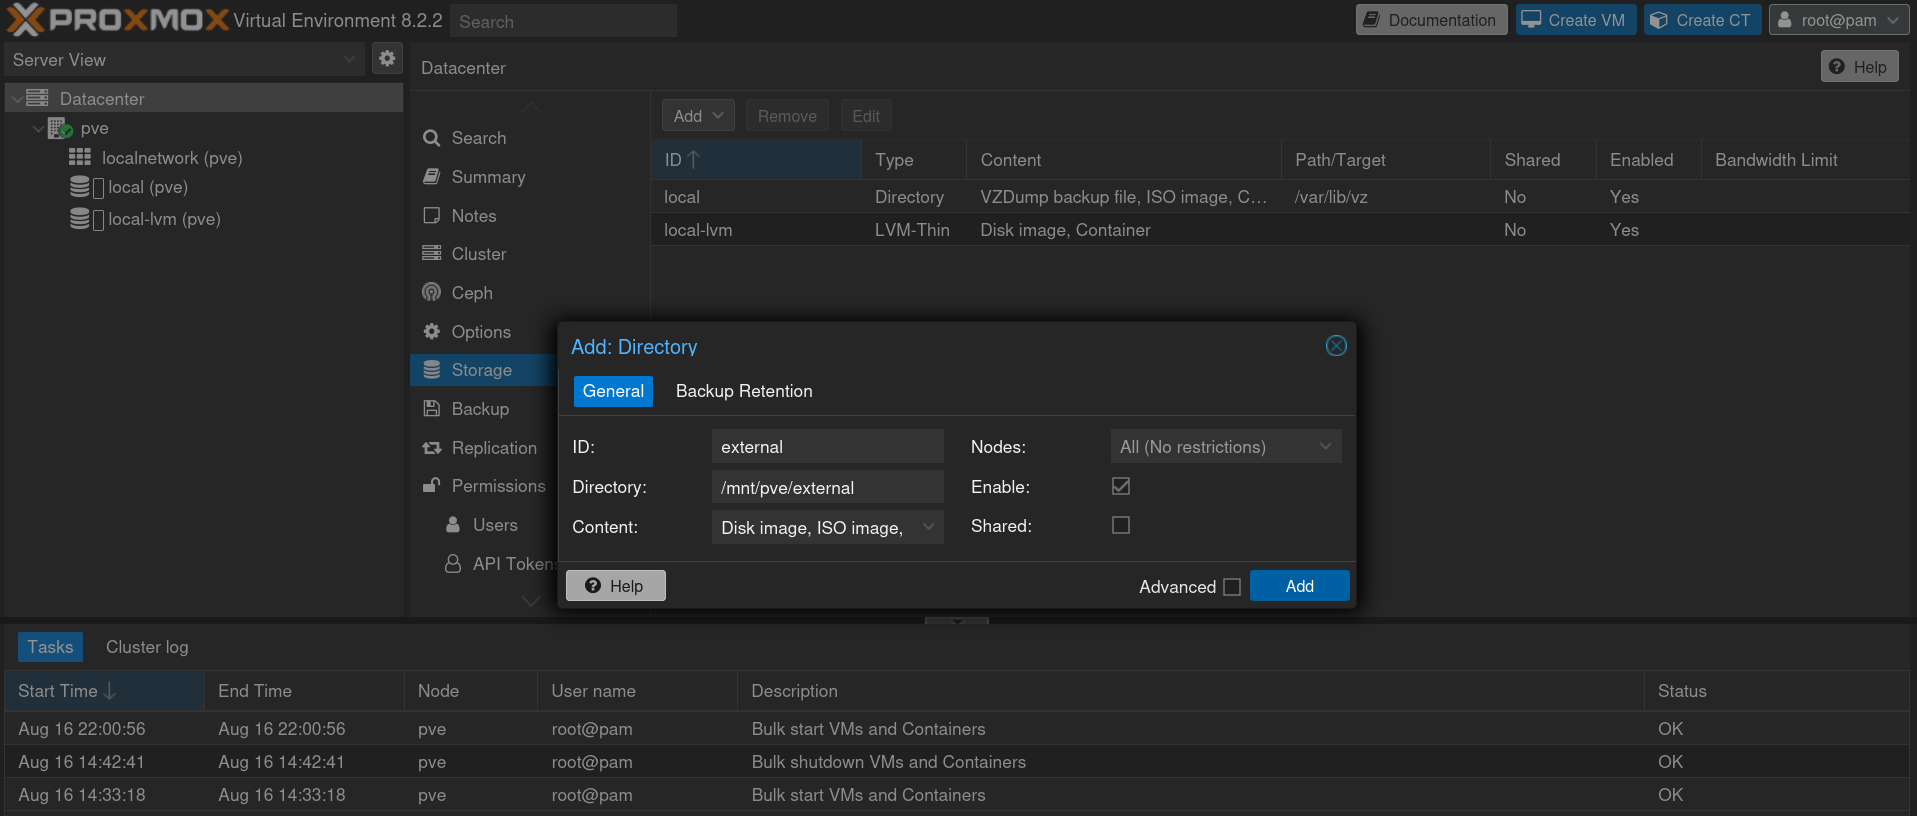 PROXMOX Virtual Environment 8.2.2 Search Documentation Create VM Create CT root@pam
Server View
Datacenter
pve
localnetwork (pve)
local (pve)
local-lvm (pve)
Datacenter Help
Search
Summary
Notes
Cluster
Ceph
Options
Storage
Backup
Replication
Permissions
Users
API Tokens
Add Remove Edit
ID Type Content Path/Target Shared Enabled Bandwidth Limit
local Directory VZDump backup file, ISO image, C... /var/lib/vz No Yes
local-lvm LVM-Thin Disk image, Container No Yes
Add: Directory
General Backup Retention
ID: external Nodes: All (No restrictions)
Directory: /mnt/pve/external Enable:
Content: Disk image, ISO image, Shared:
Help Advanced Add
Tasks Cluster log
Start Time End Time Node User name Description Status
Aug 16 22:00:56 Aug 16 22:00:56 pve root@pam Bulk start VMs and Containers OK
Aug 16 14:42:41 Aug 16 14:42:41 pve root@pam Bulk shutdown VMs and Containers OK
Aug 16 14:33:18 Aug 16 14:33:18 pve root@pam Bulk start VMs and Containers OK